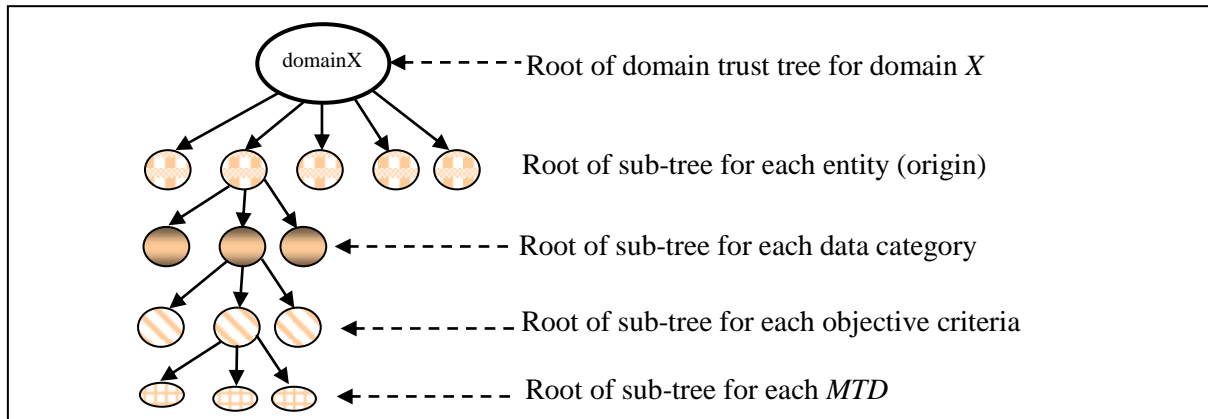 domainX
Root of domain trust tree for domain X
Root of sub-tree for each entity (origin)
Root of sub-tree for each data category
Root of sub-tree for each objective criteria
Root of sub-tree for each MTD